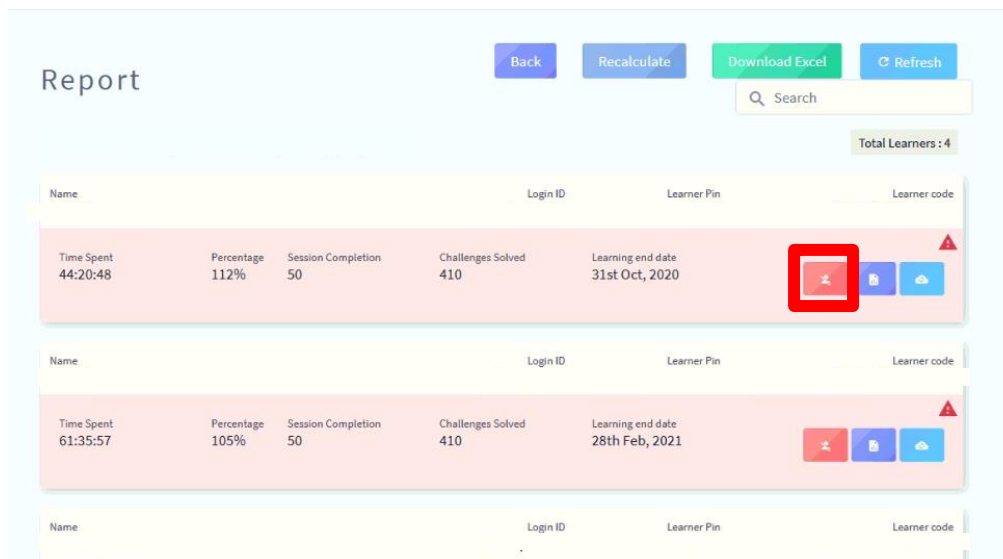 Back Recalculate Download Excel Refresh
Report
Search
Total Learners : 4
Name Login ID Learner Pin Learner code
Time Spent Percentage Session Completion Challenges Solved Learning end date
44:20:48 112% 50 410 31st Oct, 2020
Name Login ID Learner Pin Learner code
Time Spent Percentage Session Completion Challenges Solved Learning end date
61:35:57 105% 50 410 28th Feb, 2021
Name Login ID Learner Pin Learner code